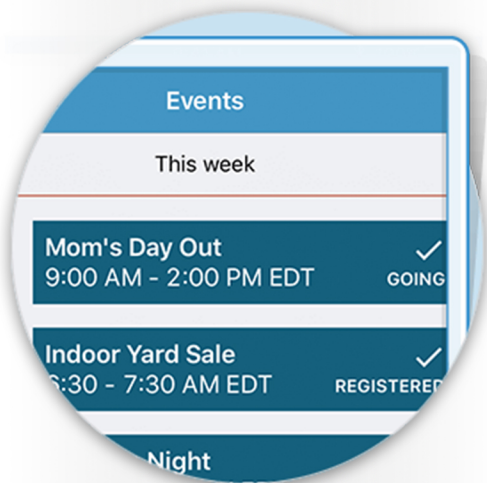 Events
This week
Mom's Day Out
9:00 AM - 2:00 PM EDT
GOING
Indoor Yard Sale
6:30 - 7:30 AM EDT
REGISTERED
Night